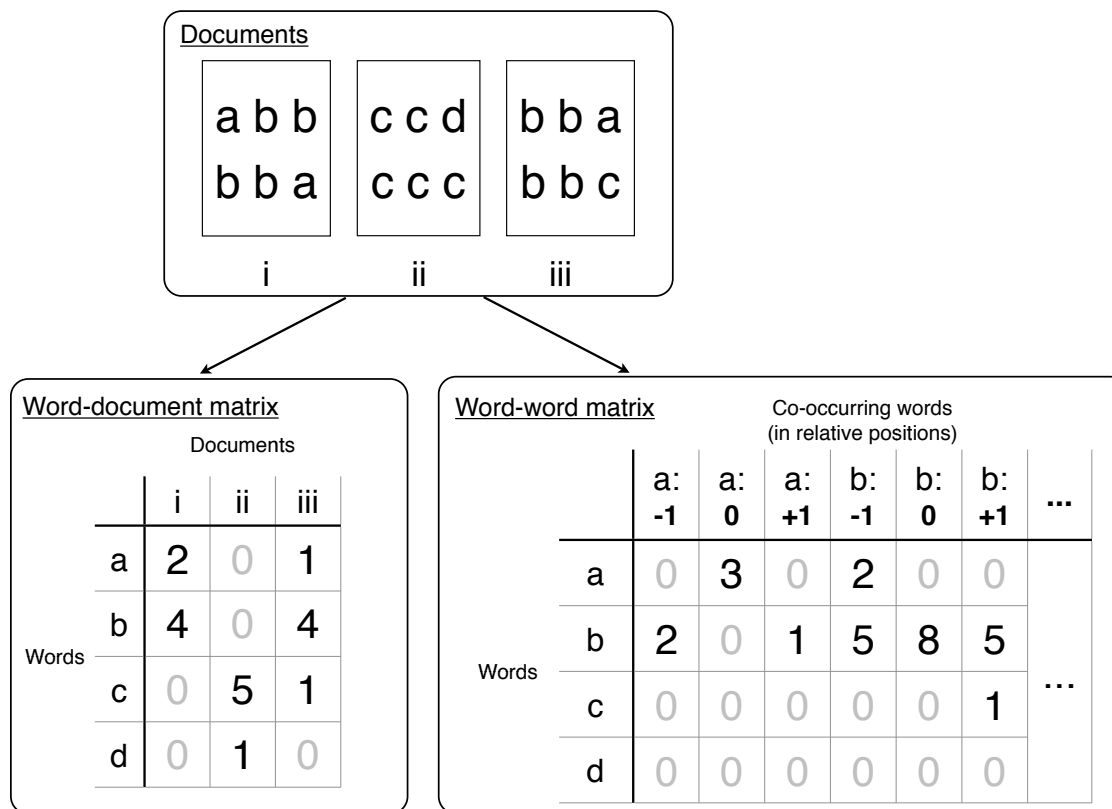 Documents
a b b
b b a
c c d
c c c
b b a
b b c
i ii iii
Word-document matrix
Documents
i ii iii
a 2 0 1
b 4 0 4
c 0 5 1
d 0 1 0
Words
Word-word matrix
Co-occurring words
(in relative positions)
a: a: a: b: b: b: ...
-1 0 +1 -1 0 +1
a 0 3 0 2 0 0
b 2 0 1 5 8 5
c 0 0 0 0 0 1
d 0 0 0 0 0 0
Words
...